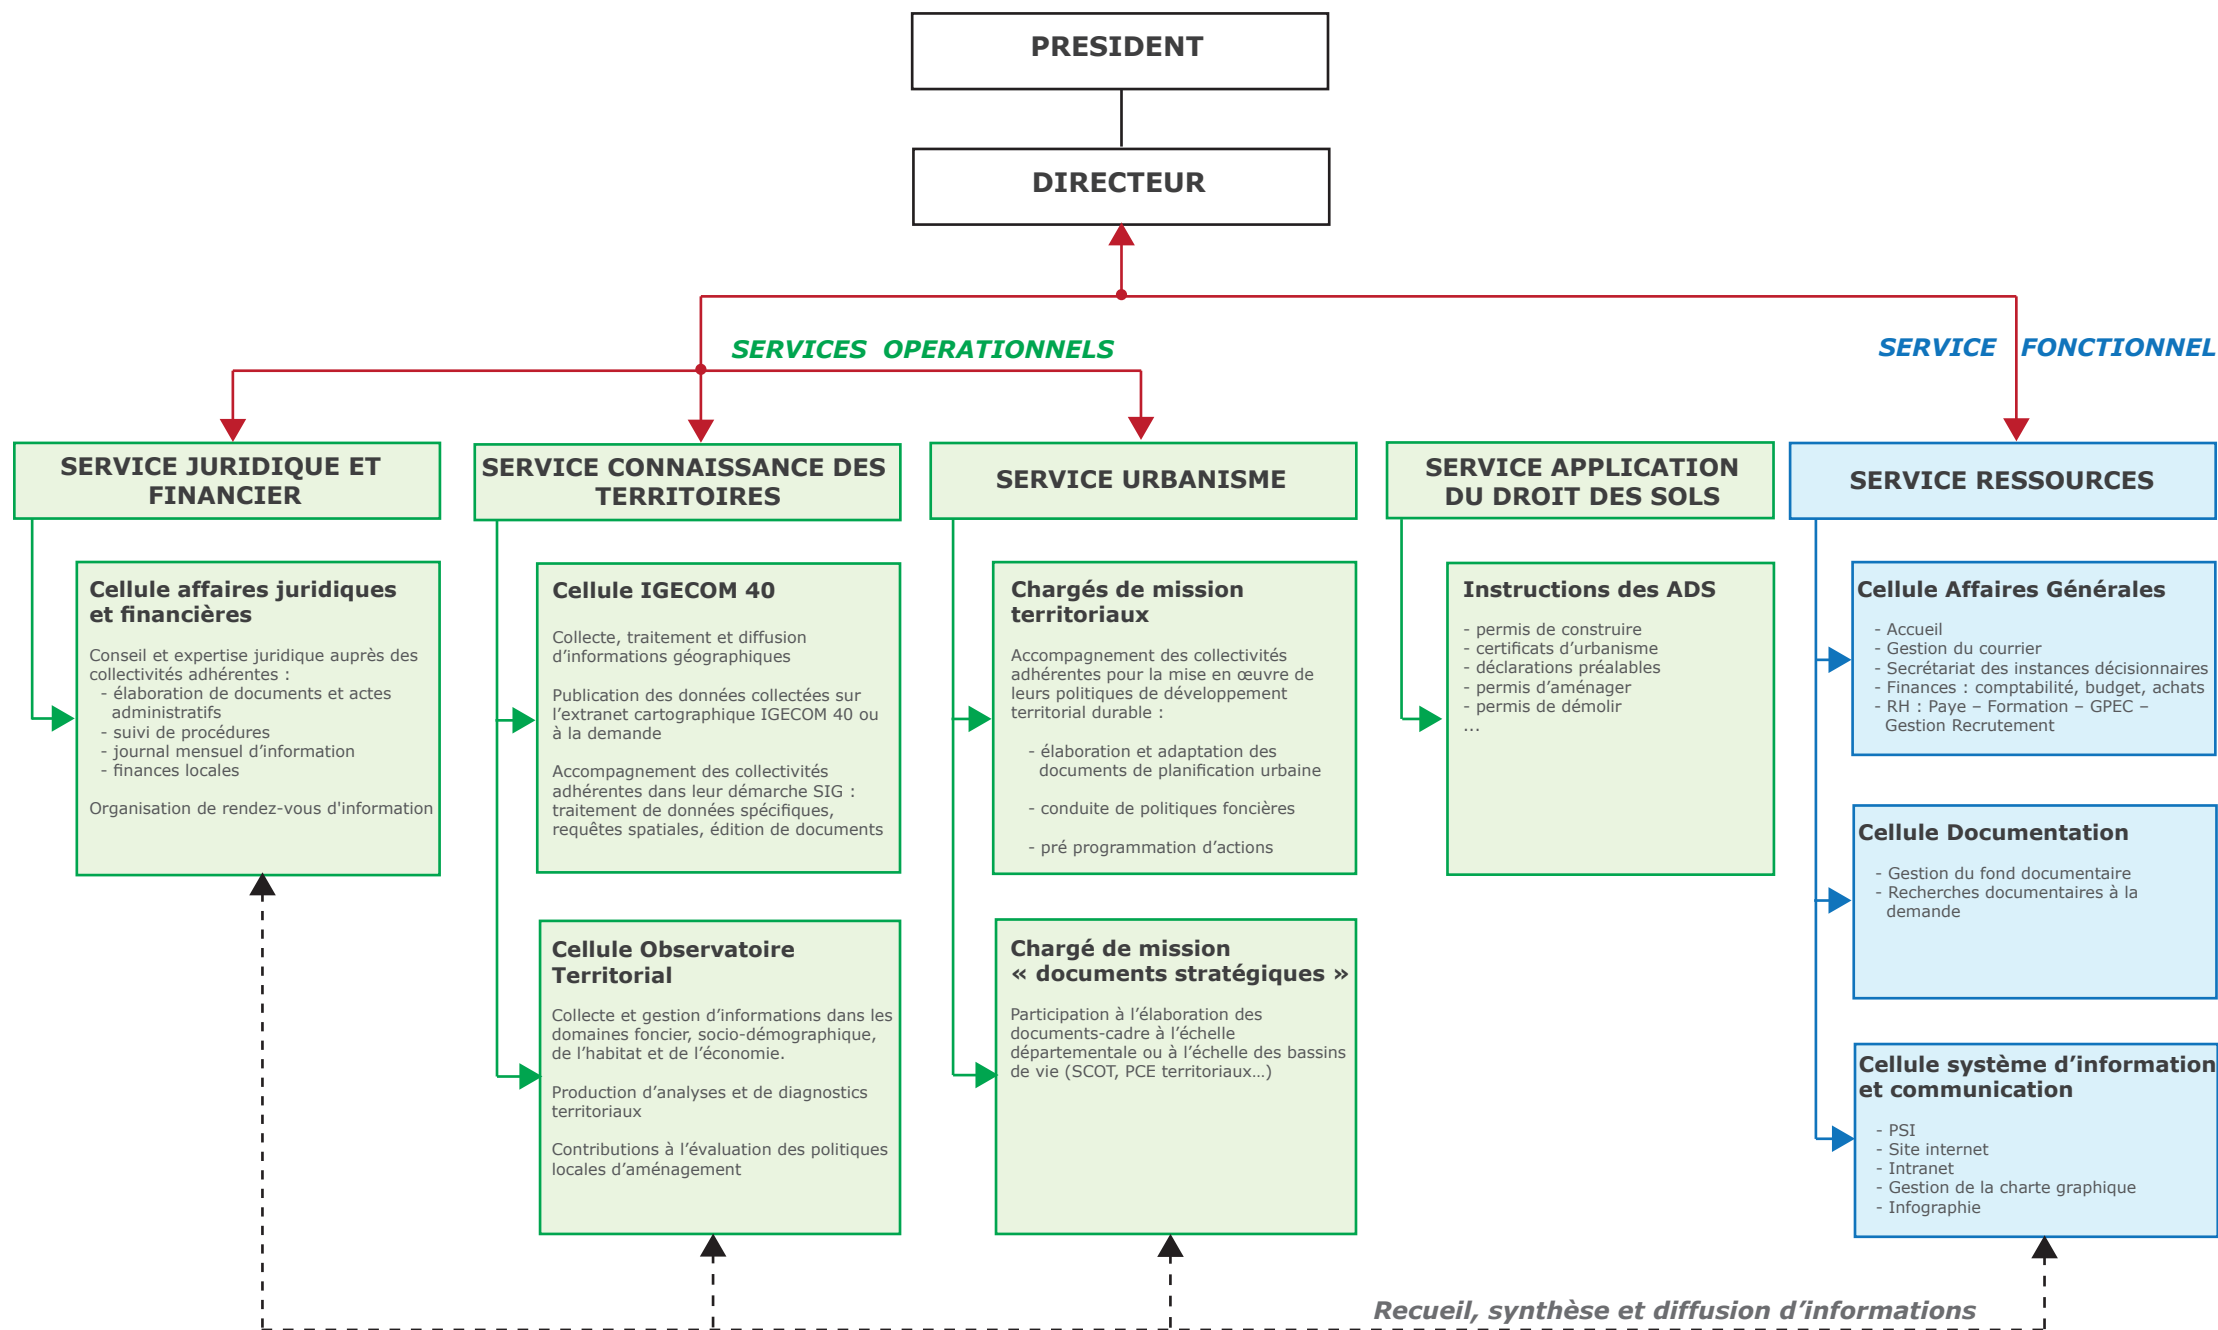 PRESIDENT
DIRECTEUR
SERVICES OPERATIONNELS
SERVICE FONCTIONNEL
SERVICE JURIDIQUE ET
FINANCIER
Cellule affaires juridiques
et financières
Conseil et expertise juridique auprès des
collectivités adhérentes :
- élaboration de documents et actes
administratifs
- suivi de procédures
- journal mensuel d’information
- finances locales
Organisation de rendez-vous d'information
SERVICE CONNAISSANCE DES
TERRITOIRES
Cellule IGECOM 40
Collecte, traitement et diffusion
d’informations géographiques
Publication des données collectées sur
l’extranet cartographique IGECOM 40 ou
à la demande
Accompagnement des collectivités
adhérentes dans leur démarche SIG :
traitement de données spécifiques,
requêtes spatiales, édition de documents
Cellule Observatoire
Territorial
Collecte et gestion d’informations dans les
domaines foncier, socio-démographique,
de l’habitat et de l’économie.
Production d’analyses et de diagnostics
territoriaux
Contributions à l’évaluation des politiques
locales d’aménagement
SERVICE URBANISME
Chargés de mission
territoriaux
Accompagnement des collectivités
adhérentes pour la mise en œuvre de
leurs politiques de développement
territorial durable :
- élaboration et adaptation des
documents de planification urbaine
- conduite de politiques foncières
- pré programmation d’actions
Chargé de mission
« documents stratégiques »
Participation à l’élaboration des
documents-cadre à l’échelle
départementale ou à l’échelle des bassins
de vie (SCOT, PCE territoriaux…)
SERVICE APPLICATION
DU DROIT DES SOLS
Instructions des ADS
- permis de construire
- certificats d’urbanisme
- déclarations préalables
- permis d’aménager
- permis de démolir
...
SERVICE RESSOURCES
Cellule Affaires Générales
- Accueil
- Gestion du courrier
- Secrétariat des instances décisionnaires
- Finances : comptabilité, budget, achats
- RH : Paye – Formation – GPEC –
Gestion Recrutement
Cellule Documentation
- Gestion du fond documentaire
- Recherches documentaires à la
demande
Cellule système d’information
et communication
- PSI
- Site internet
- Intranet
- Gestion de la charte graphique
- Infographie
Recueil, synthèse et diffusion d’informations